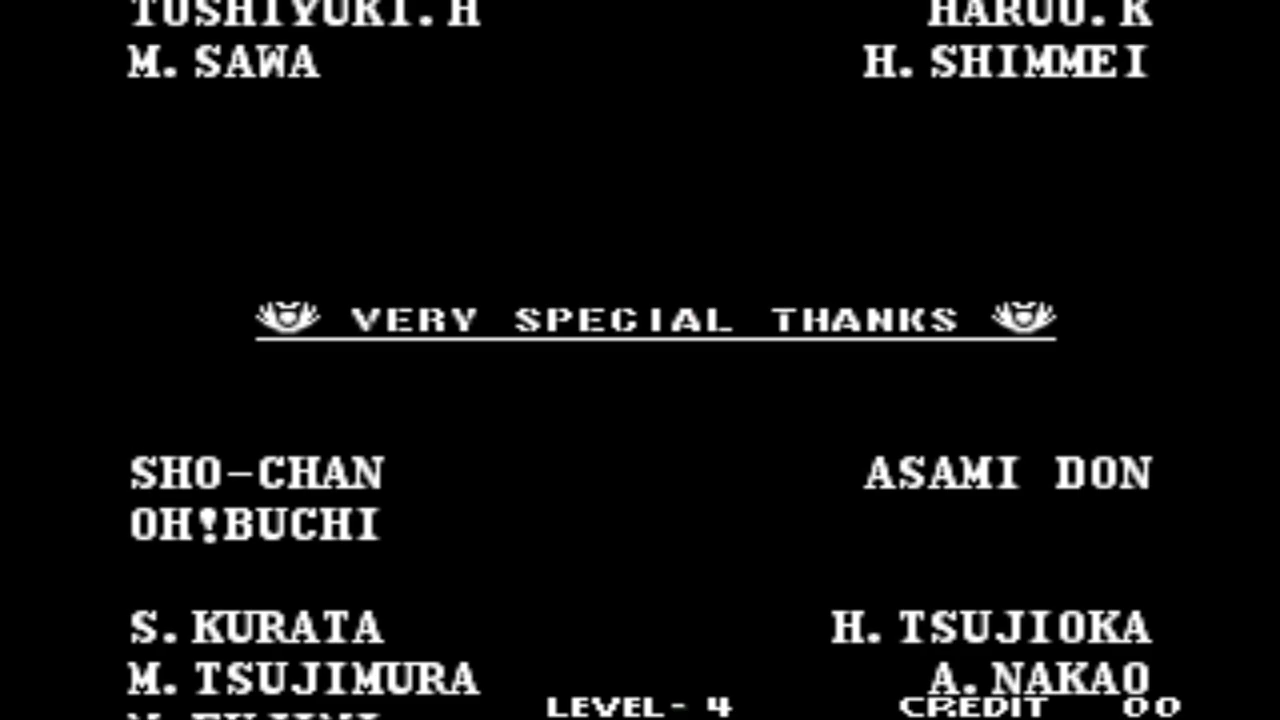 TOSHIYUKI.H HARUO.K
M.SAWA H.SHIMMEI
VERY SPECIAL THANKS
SHO-CHAN ASAMI DON
OH!BUCHI
S.KURATA H.TSUJIOKA
M.TSUJIMURA A.NAKAO
LEVEL-4 CREDIT 00